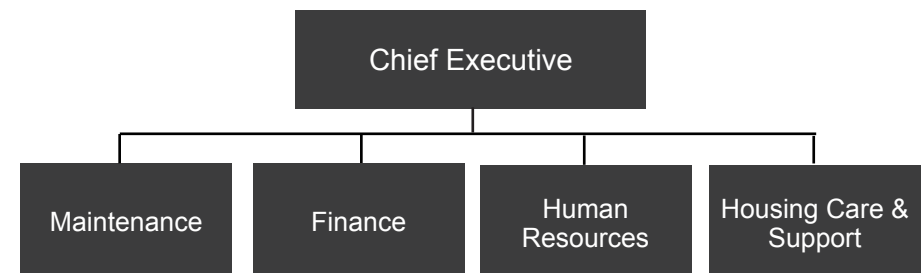 Chief Executive
Maintenance
Finance
Human
Resources
Housing Care &
Support